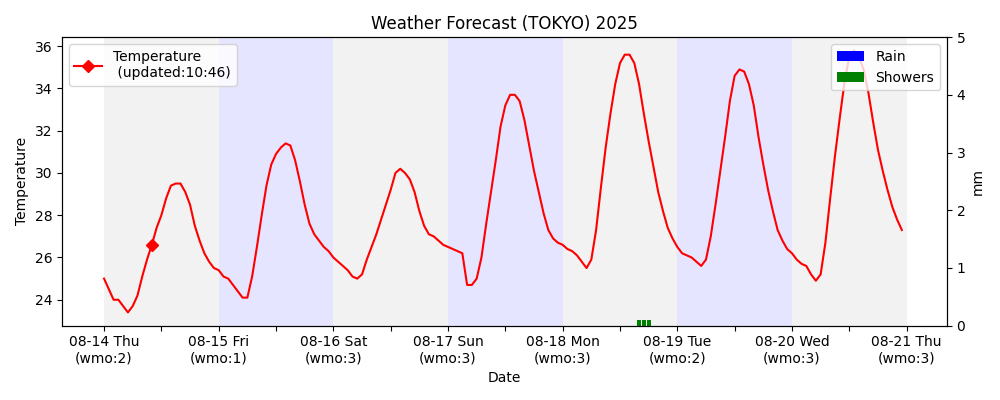 Weather Forecast (TOKYO) 2025
Temperature
(updated:10:46)
Rain
Showers
36
34
32
30
28
26
24
Temperature
5
4
3
2
1
0
mm
08-14 Thu 08-15 Fri 08-16 Sat 08-17 Sun 08-18 Mon 08-19 Tue 08-20 Wed 08-21 Thu
(wmo:2) (wmo:1) (wmo:3) (wmo:3) (wmo:3) (wmo:2) (wmo:3) (wmo:3)
Date